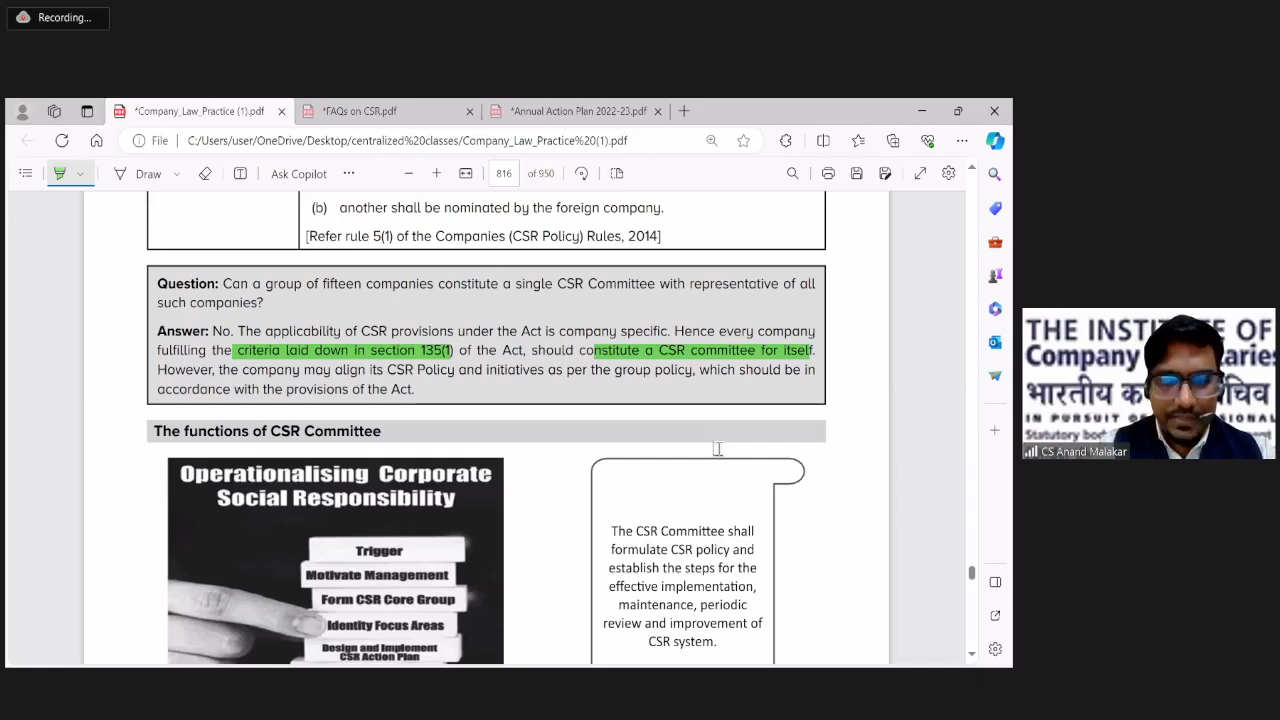 Recording...
*Company_Law_Practice (1).pdf
*FAQs on CSR.pdf
*Annual Action Plan 2022-23.pdf
File
C:/Users/user/OneDrive/Desktop/centralized%20classes/Company_Law_Practice%20(1).pdf
Draw
Ask Copilot
816 of 950
(b) another shall be nominated by the foreign company.
[Refer rule 5(1) of the Companies (CSR Policy) Rules, 2014]
Question: Can a group of fifteen companies constitute a single CSR Committee with representative of all
such companies?
Answer: No. The applicability of CSR provisions under the Act is company specific. Hence every company
fulfilling the criteria laid down in section 135(1) of the Act, should constitute a CSR committee for itself.
However, the company may align its CSR Policy and initiatives as per the group policy, which should be in
accordance with the provisions of the Act.
The functions of CSR Committee
Operationalising Corporate
Social Responsibility
Trigger
Motivate Management
Form CSR Core Group
Identity Focus Areas
Design and Implement
CSR Action Plan
The CSR Committee shall
formulate CSR policy and
establish the steps for the
effective implementation,
maintenance, periodic
review and improvement of
CSR system.
THE INSTITUTE OF
Company
भारतीय
IN PURSUIT OF
Statutory
CS Anand Malakar